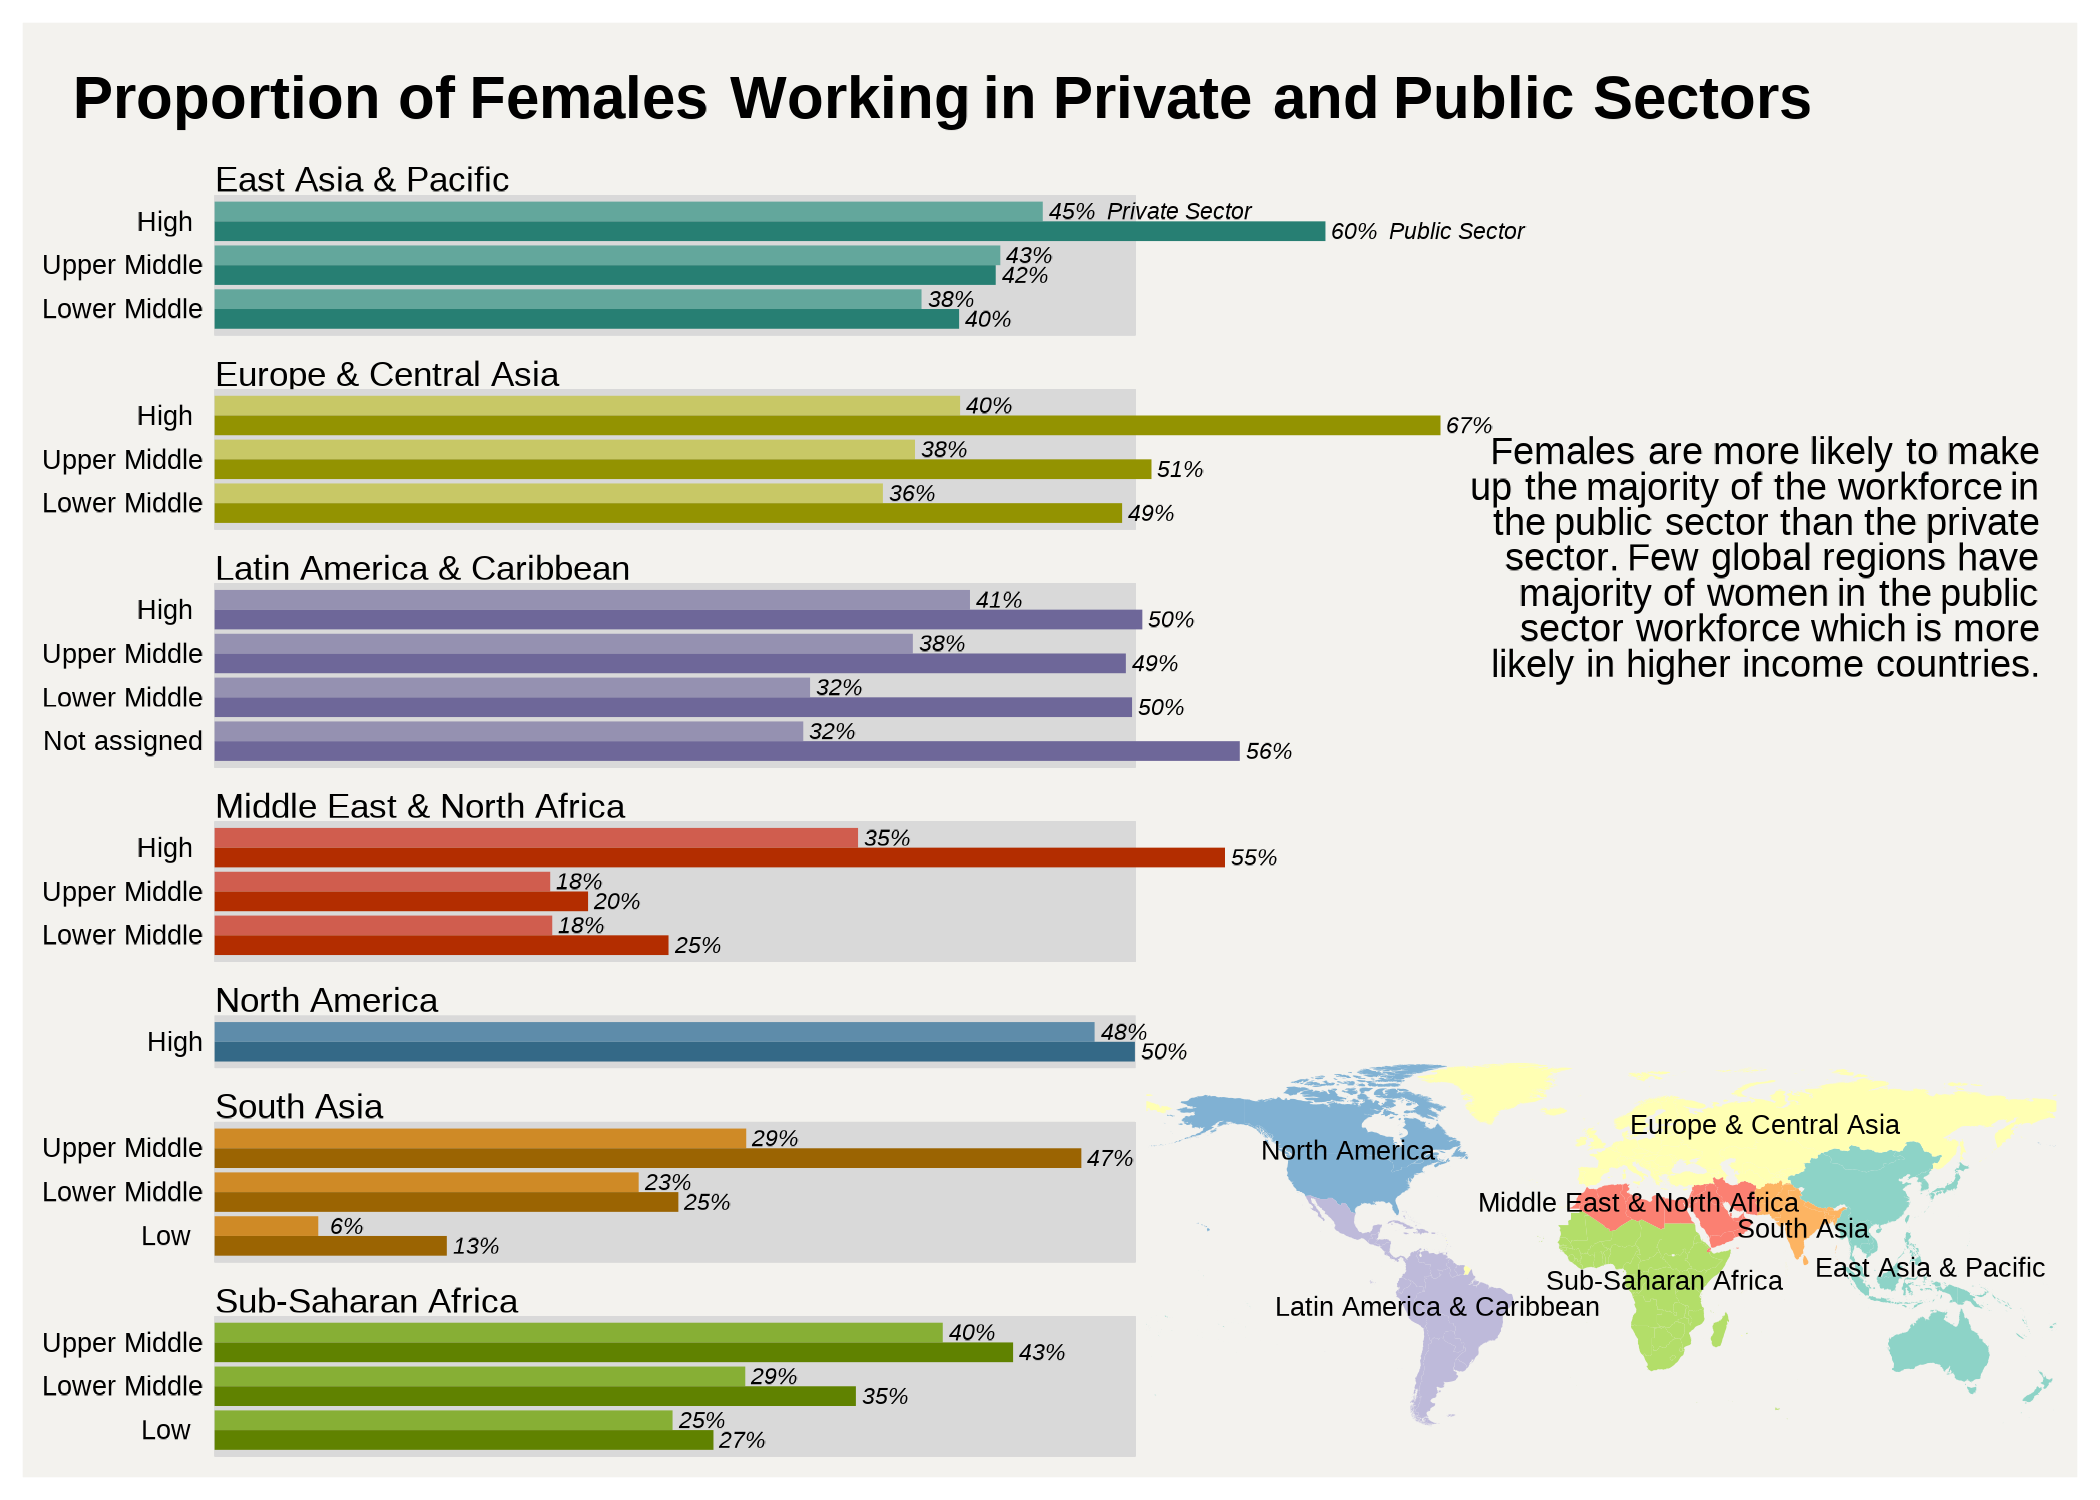 Proportion of Females Working in Private and Public Sectors
East Asia & Pacific
High 45% Private Sector
60% Public Sector
Upper Middle 43%
42%
Lower Middle 38%
40%
Europe & Central Asia
High 40%
67%
Upper Middle 38%
51%
Lower Middle 36%
49%
Females are more likely to make
up the majority of the workforce in
the public sector than the private
sector. Few global regions have
majority of women in the public
sector workforce which is more
likely in higher income countries.
Latin America & Caribbean
High 41%
50%
Upper Middle 38%
49%
Lower Middle 32%
50%
Not assigned 32%
56%
Middle East & North Africa
High 35%
55%
Upper Middle 18%
20%
Lower Middle 18%
25%
North America
High 48%
50%
South Asia
Upper Middle 29%
47%
Lower Middle 23%
25%
Low 6%
13%
Sub-Saharan Africa
Upper Middle 40%
43%
Lower Middle 29%
35%
Low 25%
27%
Europe & Central Asia
North America
Middle East & North Africa
South Asia
East Asia & Pacific
Sub-Saharan Africa
Latin America & Caribbean